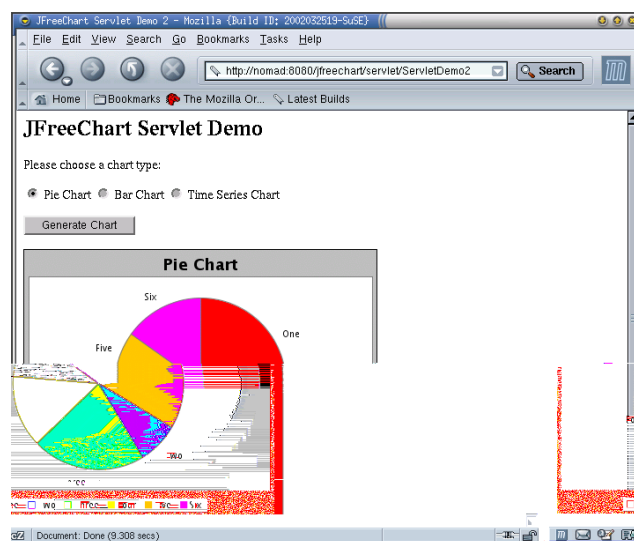 JFreeChart Servlet Demo 2 - Mozilla {Build ID: 2002032519-SuSE}
File Edit View Search Go Bookmarks Tasks Help
http://nomad:8080/jfreechart/servlet/ServletDemo2 Search
Home Bookmarks The Mozilla Or... Latest Builds
JFreeChart Servlet Demo
Please choose a chart type:
Pie Chart Bar Chart Time Series Chart
Generate Chart
Pie Chart
Six
One
Five
Document: Done (9.308 secs)